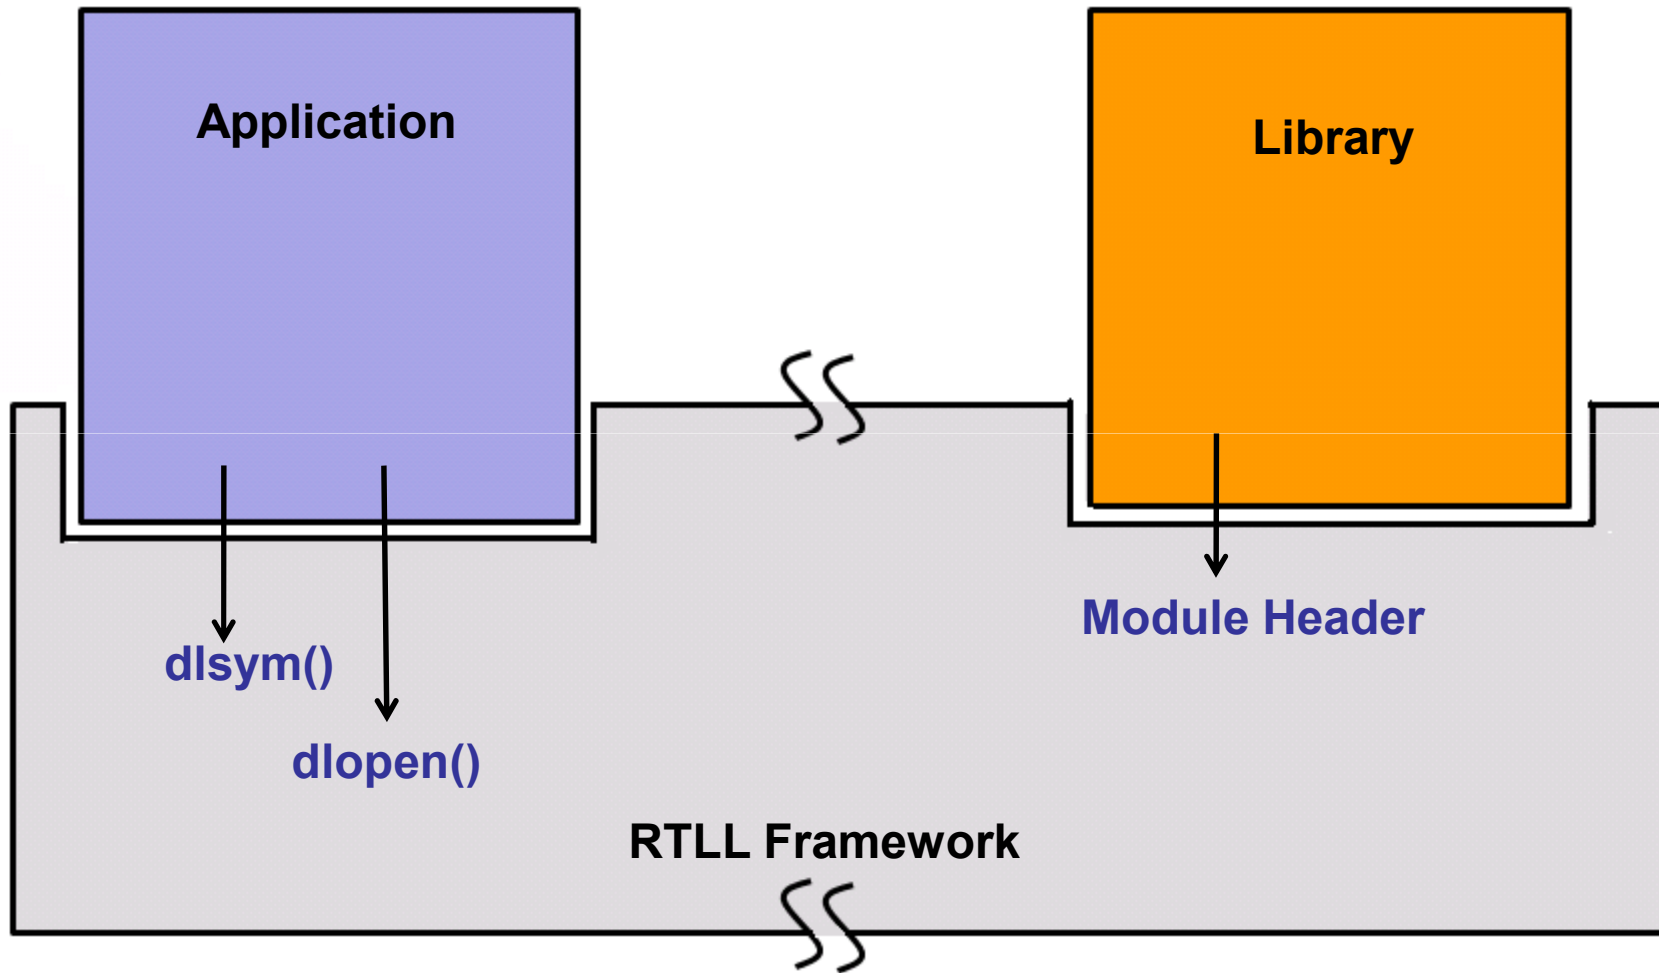 Application
Library
Module Header
dlsym()
dlopen()
RTLL Framework